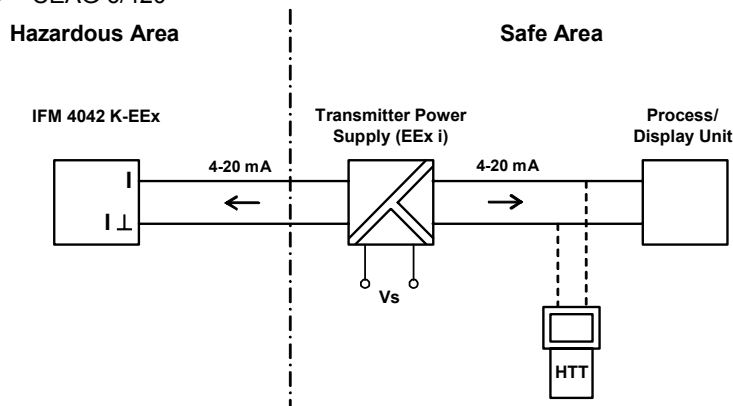 Hazardous Area
Safe Area
IFM 4042 K-EEx
Transmitter Power
Supply (EEx i)
Process/
Display Unit
4-20 mA
4-20 mA
I
I ⊥
Vs
HTT